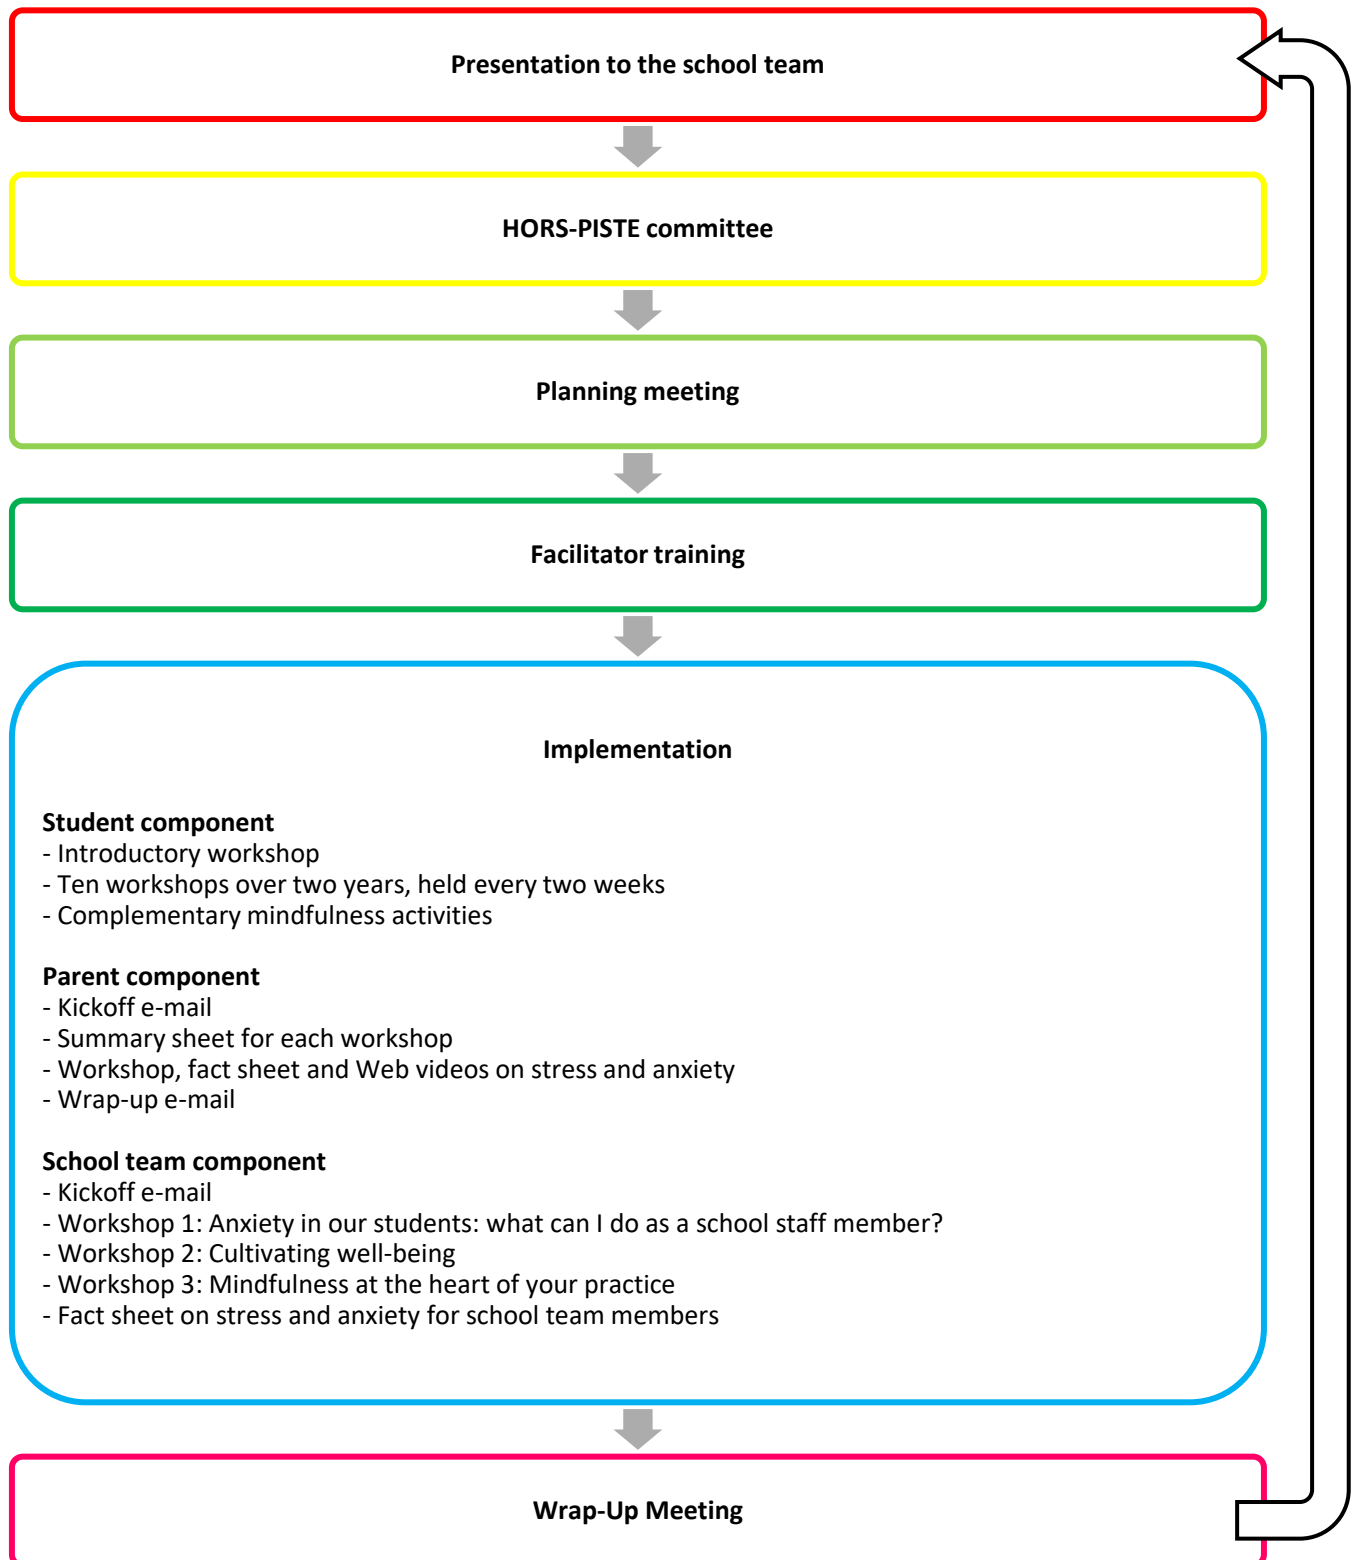 Presentation to the school team
HORS-PISTE committee
Planning meeting
Facilitator training
Implementation
Student component
- Introductory workshop
- Ten workshops over two years, held every two weeks
- Complementary mindfulness activities
Parent component
- Kickoff e-mail
- Summary sheet for each workshop
- Workshop, fact sheet and Web videos on stress and anxiety
- Wrap-up e-mail
School team component
- Kickoff e-mail
- Workshop 1: Anxiety in our students: what can I do as a school staff member?
- Workshop 2: Cultivating well-being
- Workshop 3: Mindfulness at the heart of your practice
- Fact sheet on stress and anxiety for school team members
Wrap-Up Meeting